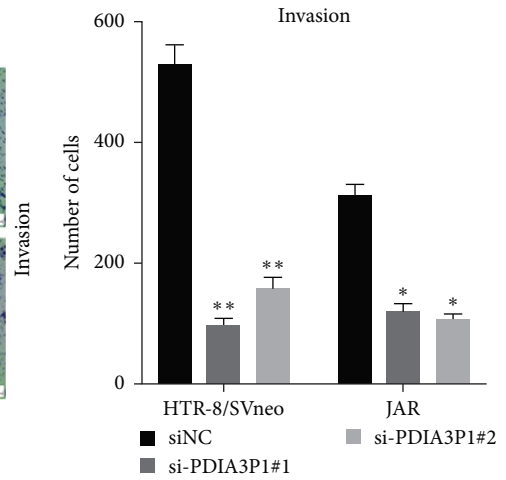 Invasion
Invasion
Number of cells
600
400
200
0
**
**
*
*
HTR-8/SVneo
JAR
siNC
si-PDIA3P1#2
si-PDIA3P1#1